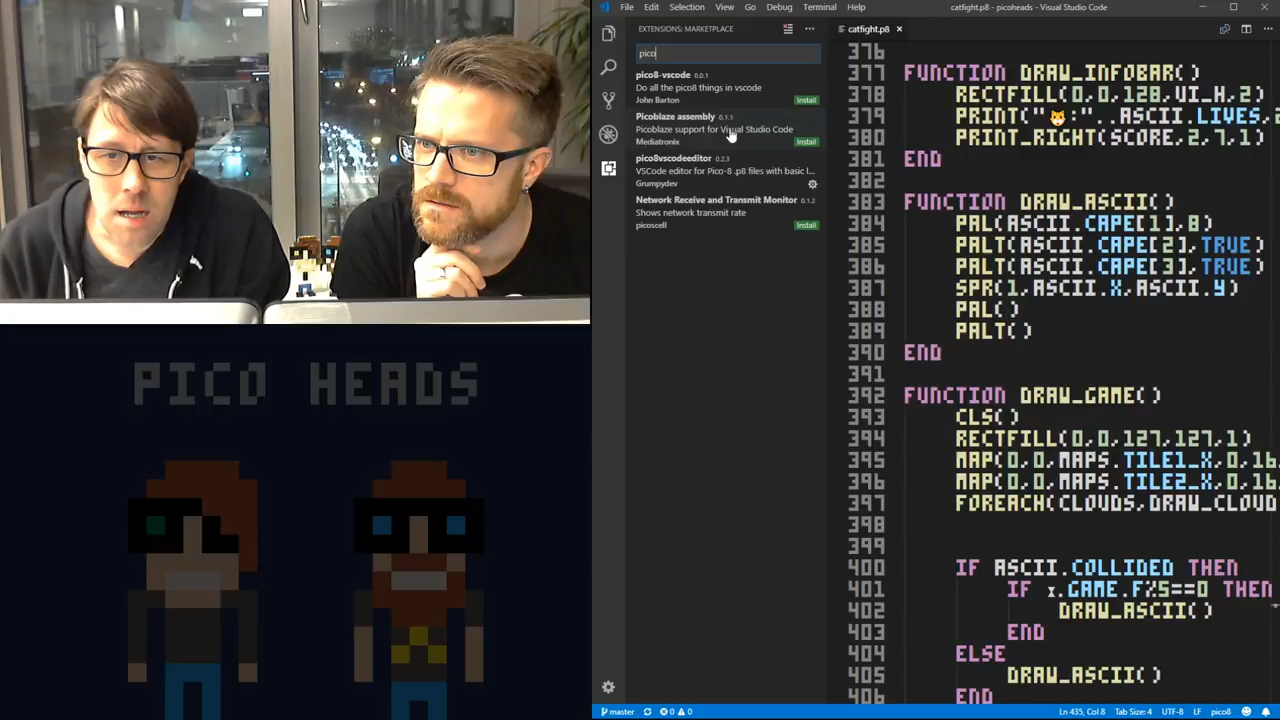 File Edit Selection View Go Debug Terminal Help
catfight.p8 - picoheads - Visual Studio Code
EXTENSIONS: MARKETPLACE
pico
pico8-vscode 0.0.1
Do all the pico8 things in vscode
John Barton Install
Picoblaze assembly 0.1.1
Picoblaze support for Visual Studio Code
Mediatronix Install
pico8vscodeeditor 0.2.3
VSCode editor for Pico-8 .p8 files with basic l...
Grumpydev
Network Receive and Transmit Monitor 0.1.2
Shows network transmit rate
picoscell Install
catfight.p8
376
377 FUNCTION DRAW_INFOBAR()
378 RECTFILL(0,0,128,UI_H,2)
379 PRINT("🐱:"..ASCII.LIVES,2
380 PRINT_RIGHT(SCORE,2,7,1)
381 END
382
383 FUNCTION DRAW_ASCII()
384 PAL(ASCII.CAPE[1],8)
385 PALT(ASCII.CAPE[2],TRUE)
386 PALT(ASCII.CAPE[3],TRUE)
387 SPR(1,ASCII.X,ASCII.Y)
388 PAL()
389 PALT()
390 END
391
392 FUNCTION DRAW_GAME()
393 CLS()
394 RECTFILL(0,0,127,127,1)
395 MAP(0,0,MAPS.TILE1_X,0,16
396 MAP(0,0,MAPS.TILE2_X,0,16
397 FOREACH(CLOUDS,DRAW_CLOUD
398
399
400 IF ASCII.COLLIDED THEN
401 IF X.GAME.F%5==0 THEN
402 DRAW_ASCII()
403 END
404 ELSE
405 DRAW_ASCII()
406 END
PICO HEADS
master 0 0 Ln 435, Col 8 Tab Size: 4 UTF-8 LF pico8